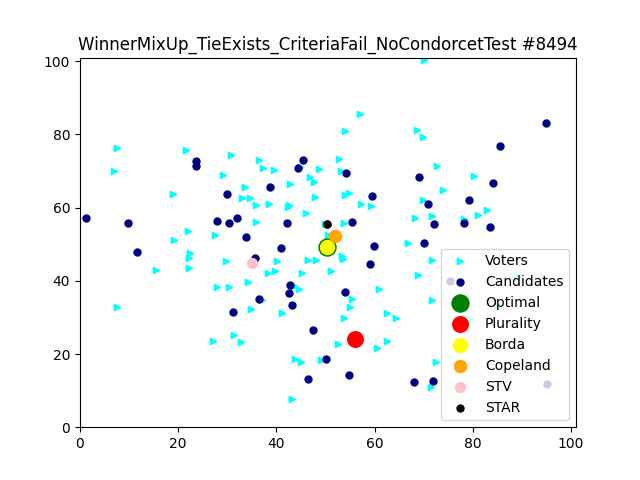 WinnerMixUp_TieExists_CriteriaFail_NoCondorcetTest #8494
100
80
60
40
20
0
0 20 40 60 80 100
Voters
Candidates
Optimal
Plurality
Borda
Copeland
STV
STAR